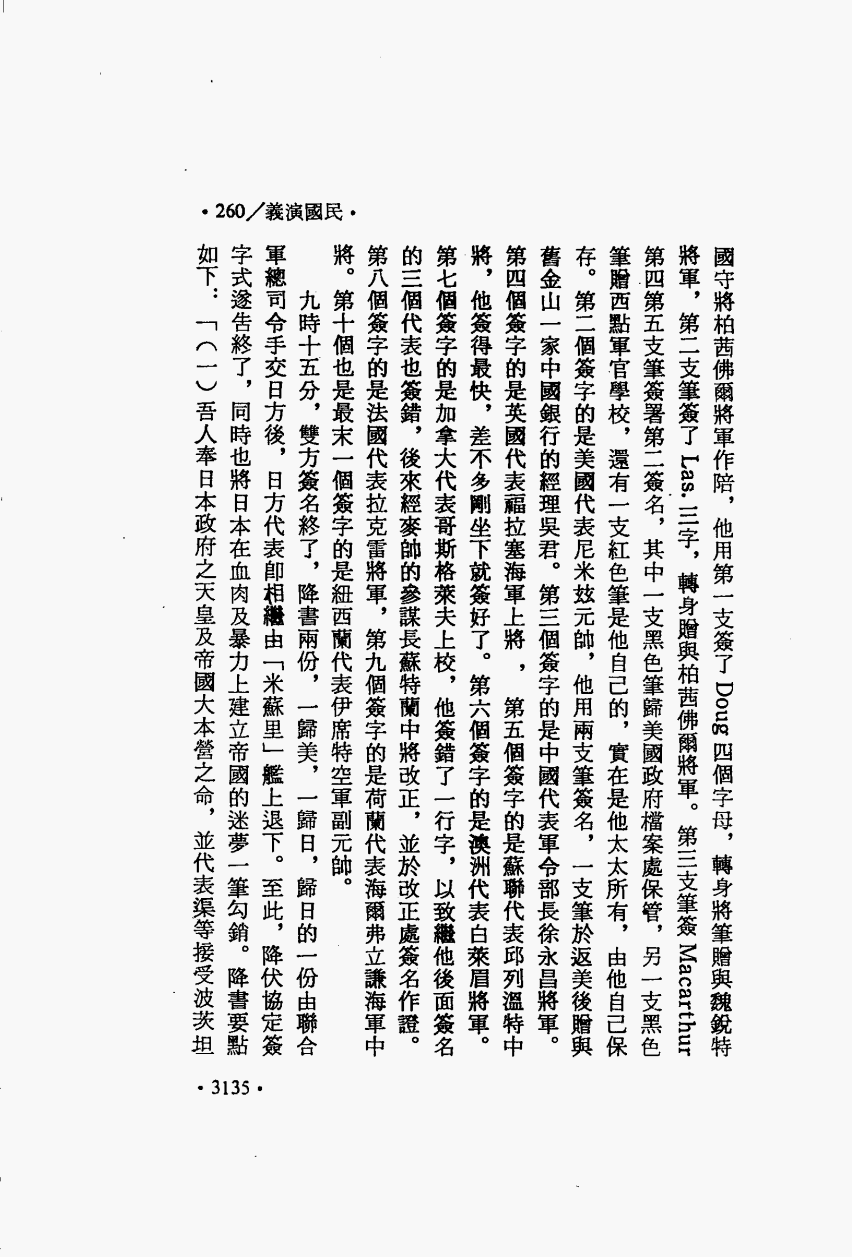 •260／義演國民•
國守將柏茜佛爾將軍作陪，他用第一支簽了 Doug 四個字母，轉身將筆贈與魏銳特
將軍，第二支筆簽了 Las. 三字，轉身贈與柏茜佛爾將軍。第三支筆簽 Macarthur
第四第五支筆簽署第二簽名，其中一支黑色筆歸美國政府檔案處保管，另一支黑色
筆贈西點軍官學校，還有一支紅色筆是他自己的，實在是他太太所有，由他自己保
存。第二個簽字的是美國代表尼米玆元帥，他用兩支筆簽名，一支筆於返美後贈與
舊金山一家中國銀行的經理吳君。第三個簽字的是中國代表軍令部長徐永昌將軍。
第四個簽字的是英國代表福拉塞海軍上將，第五個簽字的是蘇聯代表邱列溫特中
將，他簽得最快，差不多剛坐下就簽好了。第六個簽字的是澳洲代表白萊眉將軍。
第七個簽字的是加拿大代表哥斯格萊夫上校，他簽錯了一行字，以致繼他後面簽名
的三個代表也簽錯，後來經麥帥的參謀長蘇特蘭中將改正，並於改正處簽名作證。
第八個簽字的是法國代表拉克雷將軍，第九個簽字的是荷蘭代表海爾弗立謙海軍中
將。第十個也是最末一個簽字的是紐西蘭代表伊席特空軍副元帥。
九時十五分，雙方簽名終了，降書兩份，一歸美，一歸日，歸日的一份由聯合
軍總司令手交日方後，日方代表卽相繼由「米蘇里」艦上退下。至此，降伏協定簽
字式遂告終了，同時也將日本在血肉及暴力上建立帝國的迷夢一筆勾銷。降書要點
如下：「（一）吾人奉日本政府之天皇及帝國大本營之命，並代表渠等接受波茨坦
•3135•